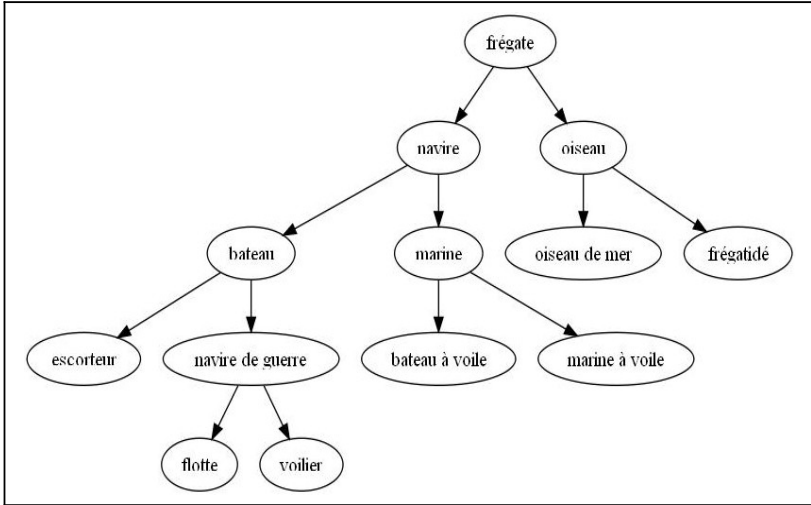 frégate
navire
oiseau
bateau
marine
oiseau de mer
frégatidé
escorteur
navire de guerre
bateau à voile
marine à voile
flotte
voilier